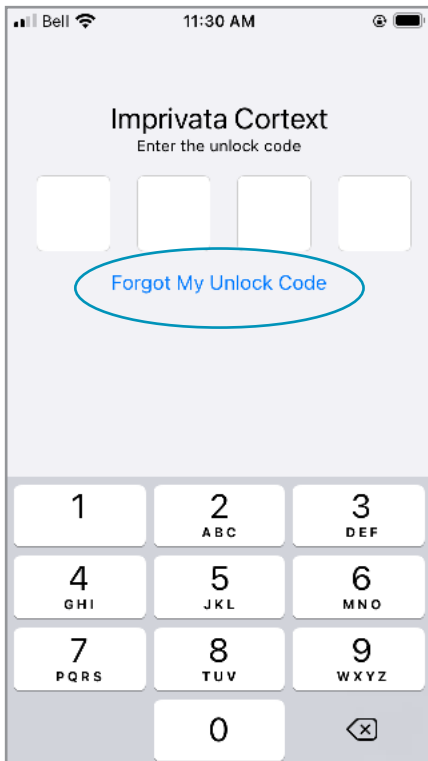 Bell 11:30 AM
Imprivata Cortext
Enter the unlock code
Forgot My Unlock Code
1 2 3
ABC DEF
4 5 6
GHI JKL MNO
7 8 9
PQRS TUV WXYZ
0